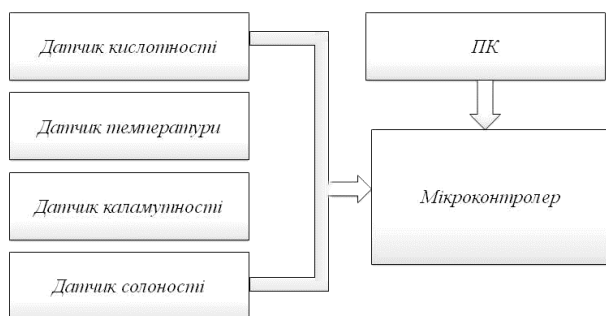 Датчик кислотності
Датчик температури
Датчик каламутності
Датчик солоності
ПК
Мікроконтролер